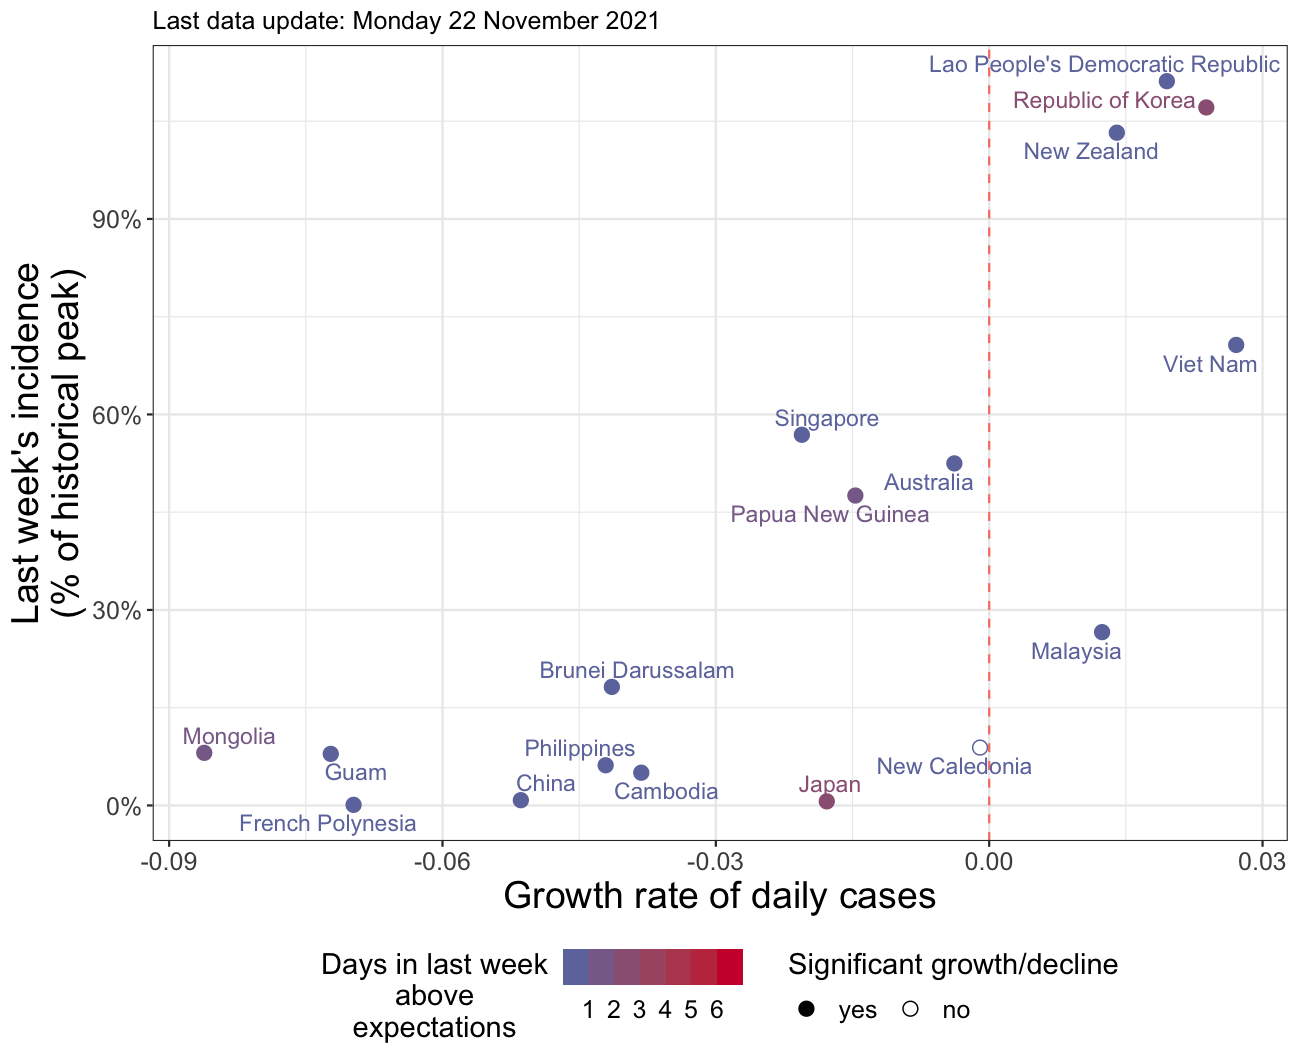 Last data update: Monday 22 November 2021
Lao People's Democratic Republic
Republic of Korea
New Zealand
90%
Viet Nam
60%
Singapore
Australia
Papua New Guinea
30%
Malaysia
Brunei Darussalam
Mongolia
Guam
Philippines
New Caledonia
China
Cambodia
Japan
0%
French Polynesia
Last week's incidence
(% of historical peak)
-0.09 -0.06 -0.03 0.00 0.03
Growth rate of daily cases
Days in last week
above
expectations
1 2 3 4 5 6
Significant growth/decline
yes no